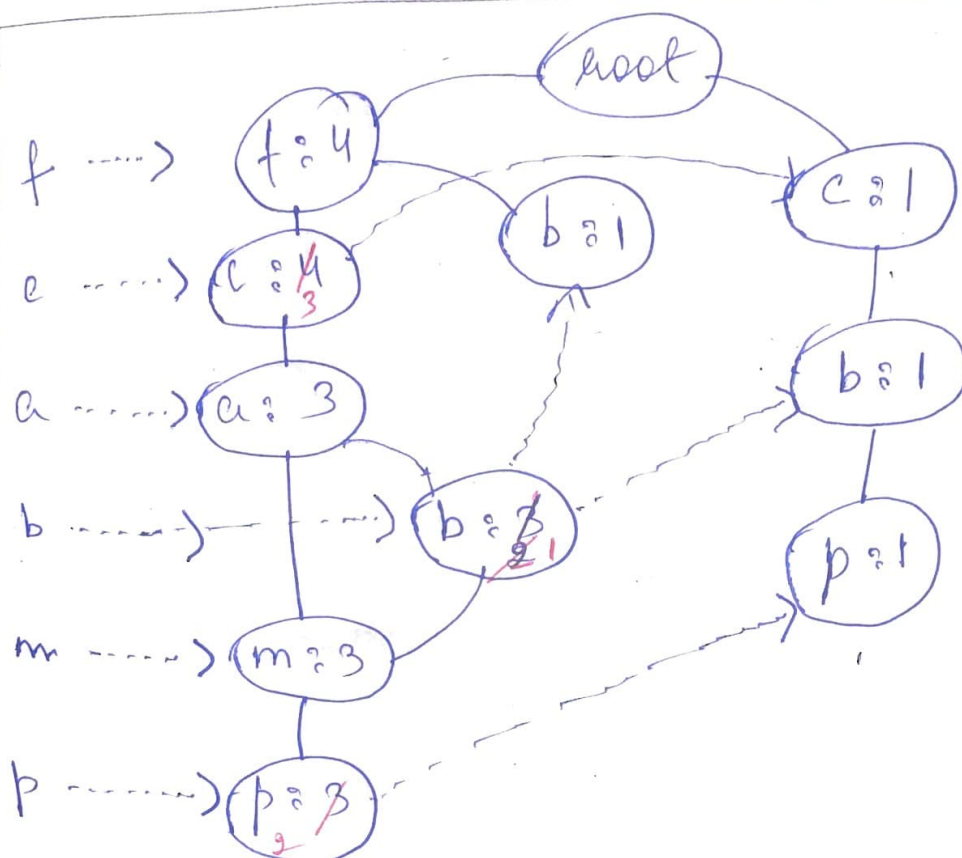 root
f f : 4 c : 1
b : 1
c c : 4 3
b : 1
a a : 3
b b : 3 2 1
p : 1
m m : 3
p p : 3 2